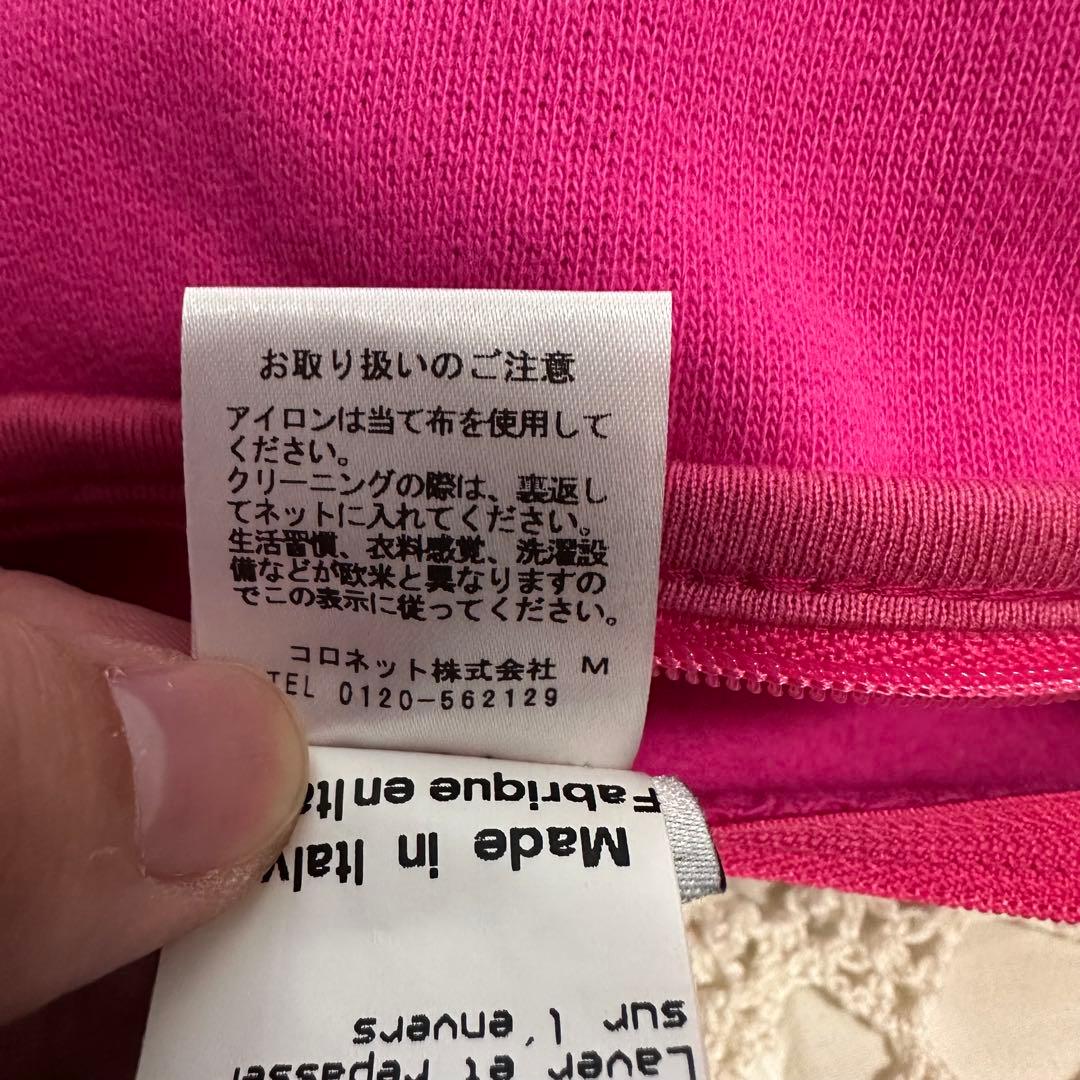 お取り扱いのご注意
アイロンは当て布を使用して
ください。
クリーニングの際は、裏返し
てネットに入れてください。
生活習慣、衣料感覚、洗濯設
備などが欧米と異なりますの
でこの表示に従ってください。
コロネット株式会社 M
TEL 0120-562129
Fabrique en
Made in Italy
sur l'envers
Laver et repasser